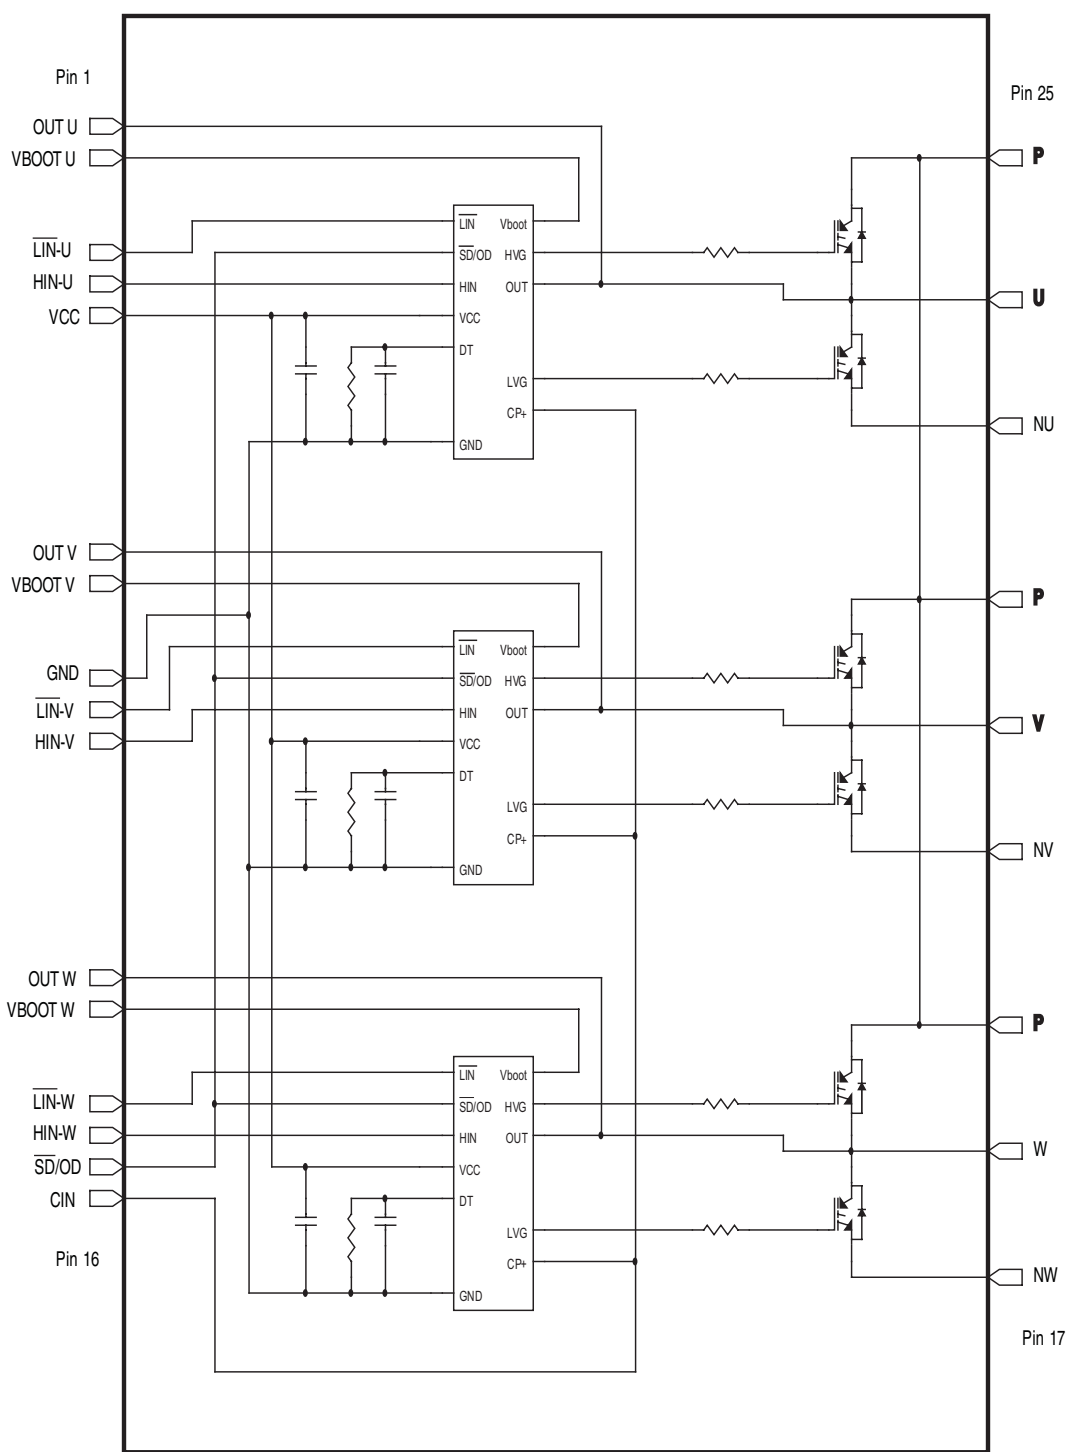 Pin 1
OUT U
VBOOT U
LIN-U
HIN-U
VCC
LIN
SD/OD
HIN
VCC
DT
GND
Vboot
HVG
OUT
LVG
CP+
Pin 25
P
U
NU
OUT V
VBOOT V
GND
LIN-V
HIN-V
LIN
SD/OD
HIN
VCC
DT
GND
Vboot
HVG
OUT
LVG
CP+
P
V
NV
OUT W
VBOOT W
LIN-W
HIN-W
SD/OD
CIN
Pin 16
LIN
SD/OD
HIN
VCC
DT
GND
Vboot
HVG
OUT
LVG
CP+
P
W
NW
Pin 17